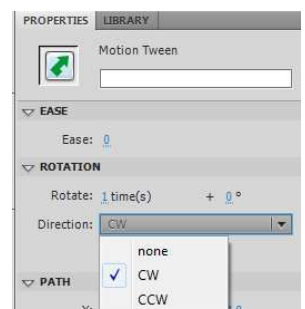 PROPERTIES LIBRARY
Motion Tween
EASE
Ease: 0
ROTATION
Rotate: 1 time(s) + 0 °
Direction: CW
none
CW
PATH
CCW